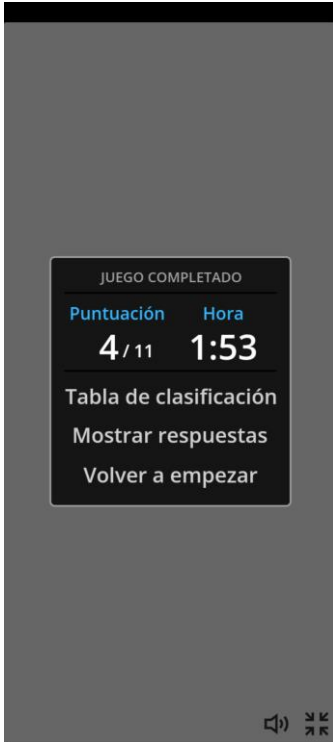 JUEGO COMPLETADO
Puntuación Hora
4 / 11 1:53
Tabla de clasificación
Mostrar respuestas
Volver a empezar